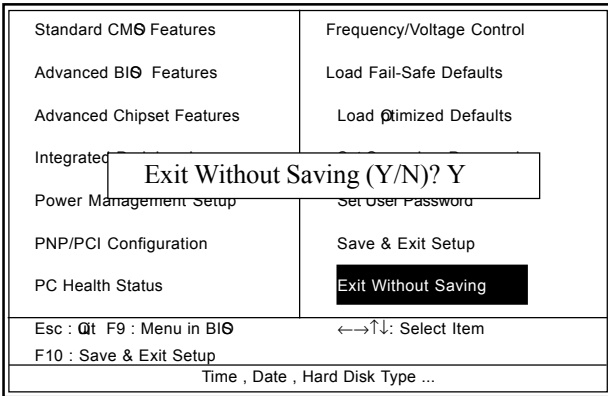 Standard CMOS Features
Advanced BIOS Features
Advanced Chipset Features
Integrated
Power Management Setup
PNP/PCI Configuration
PC Health Status
Frequency/Voltage Control
Load Fail-Safe Defaults
Load Optimized Defaults
Set User Password
Save & Exit Setup
Exit Without Saving
Exit Without Saving (Y/N)? Y
Esc : Quit F9 : Menu in BIOS
←→↑↓: Select Item
F10 : Save & Exit Setup
Time , Date , Hard Disk Type ...